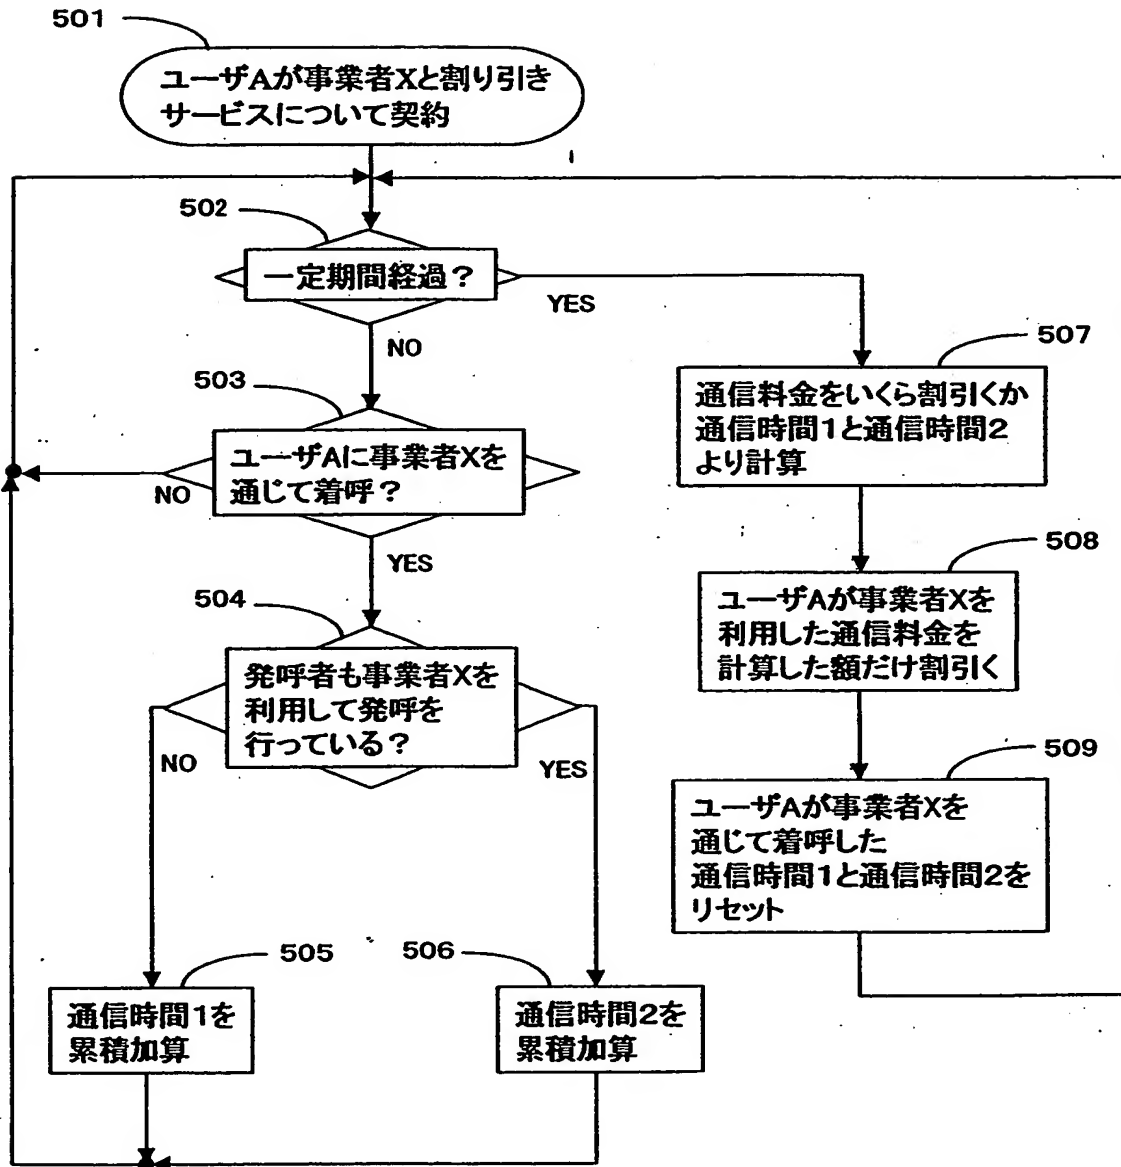 501
ユーザAが事業者Xと割り引き
サービスについて契約
502
一定期間経過?
YES
NO
503
ユーザAに事業者Xを
通じて着呼?
NO
YES
504
発呼者も事業者Xを
利用して発呼を
行っている?
NO
YES
505
通信時間1を
累積加算
506
通信時間2を
累積加算
507
通信料金をいくら割引くか
通信時間1と通信時間2
より計算
508
ユーザAが事業者Xを
利用した通信料金を
計算した額だけ割引く
509
ユーザAが事業者Xを
通じて着呼した
通信時間1と通信時間2を
リセット